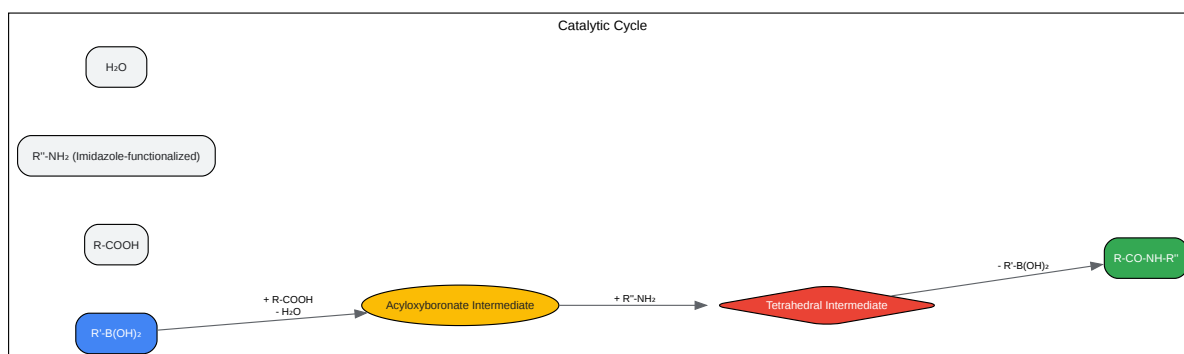 Catalytic Cycle
H₂O
R"-NH₂ (Imidazole-functionalized)
R-COOH
R'-B(OH)₂
+ R-COOH
- H₂O
Acyloxyboronate Intermediate
+ R"-NH₂
Tetrahedral Intermediate
- R'-B(OH)₂
R-CO-NH-R"